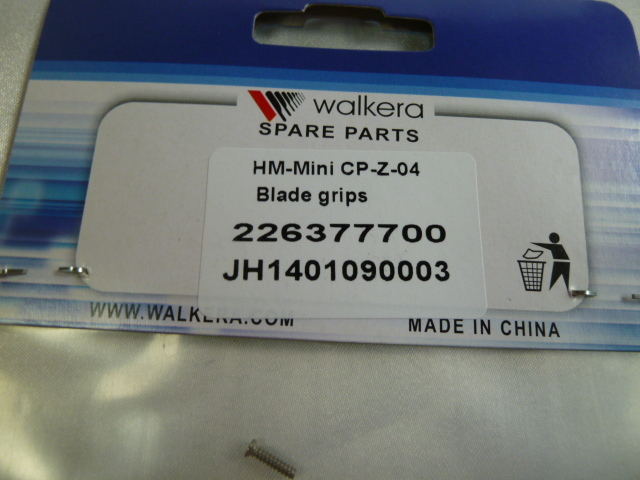 walkera
SPARE PARTS
HM-Mini CP-Z-04
Blade grips
226377700
JH1401090003
WWW.WALKERA.COM
MADE IN CHINA